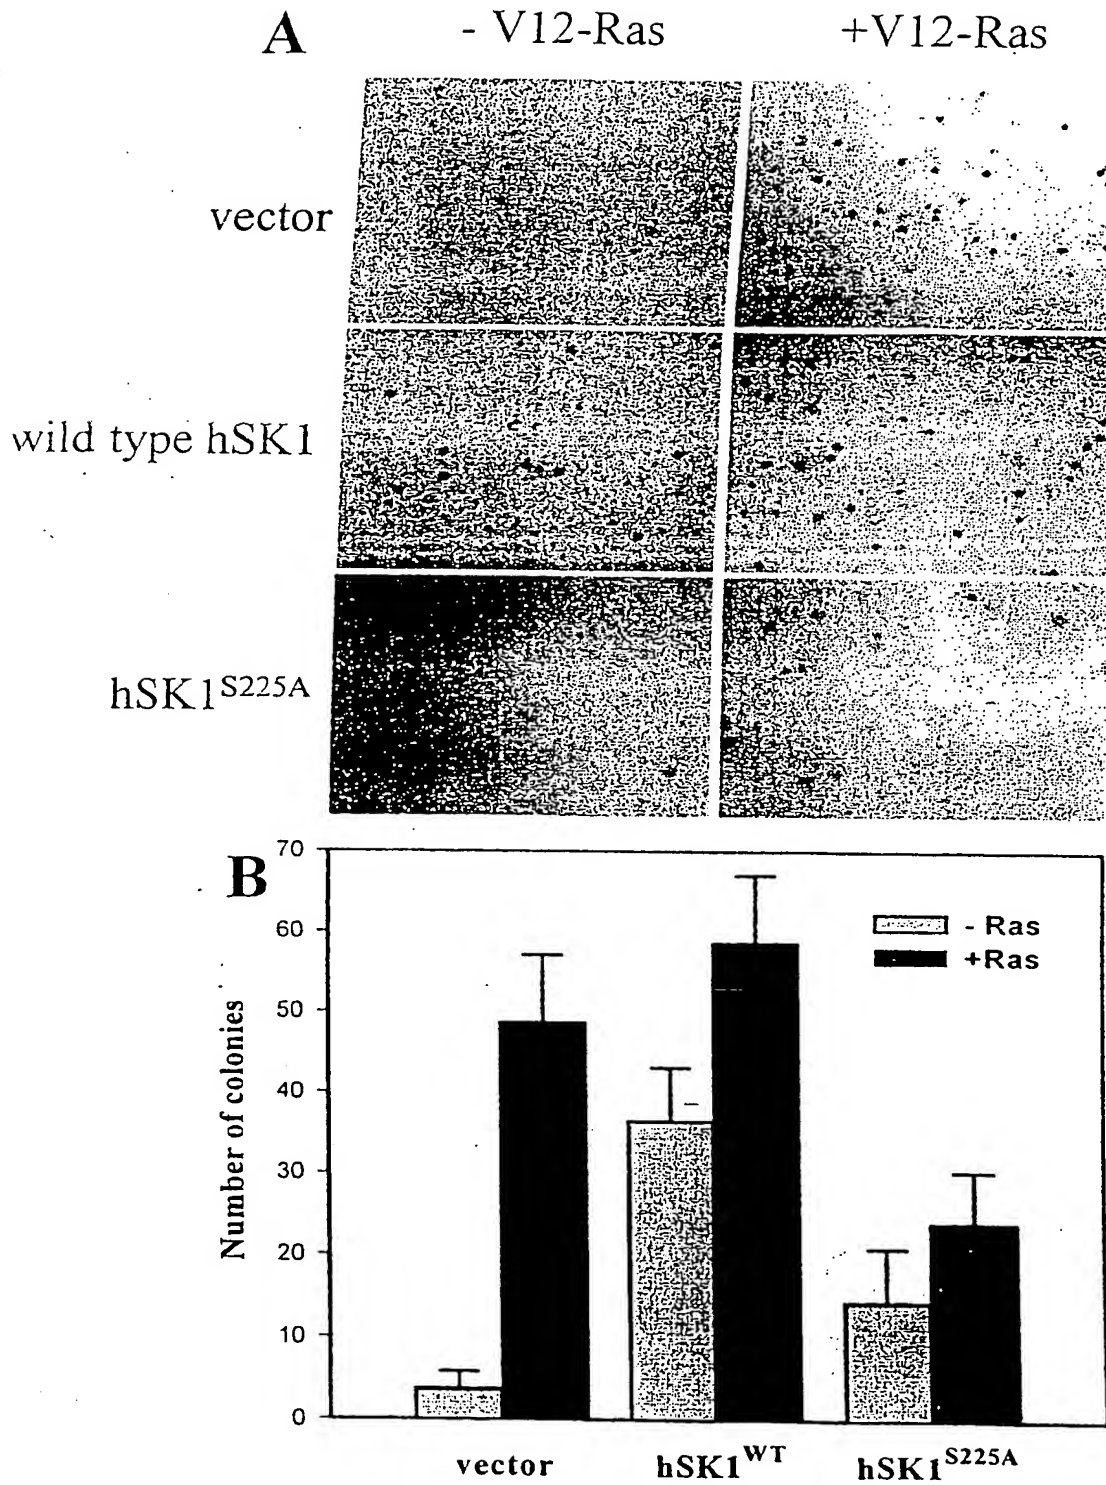 A
- V12-Ras
+V12-Ras
vector
wild type hSK1
hSK1S225A
B
70
60
50
40
30
20
10
0
Number of colonies
- Ras
+Ras
vector
hSK1WT
hSK1S225A